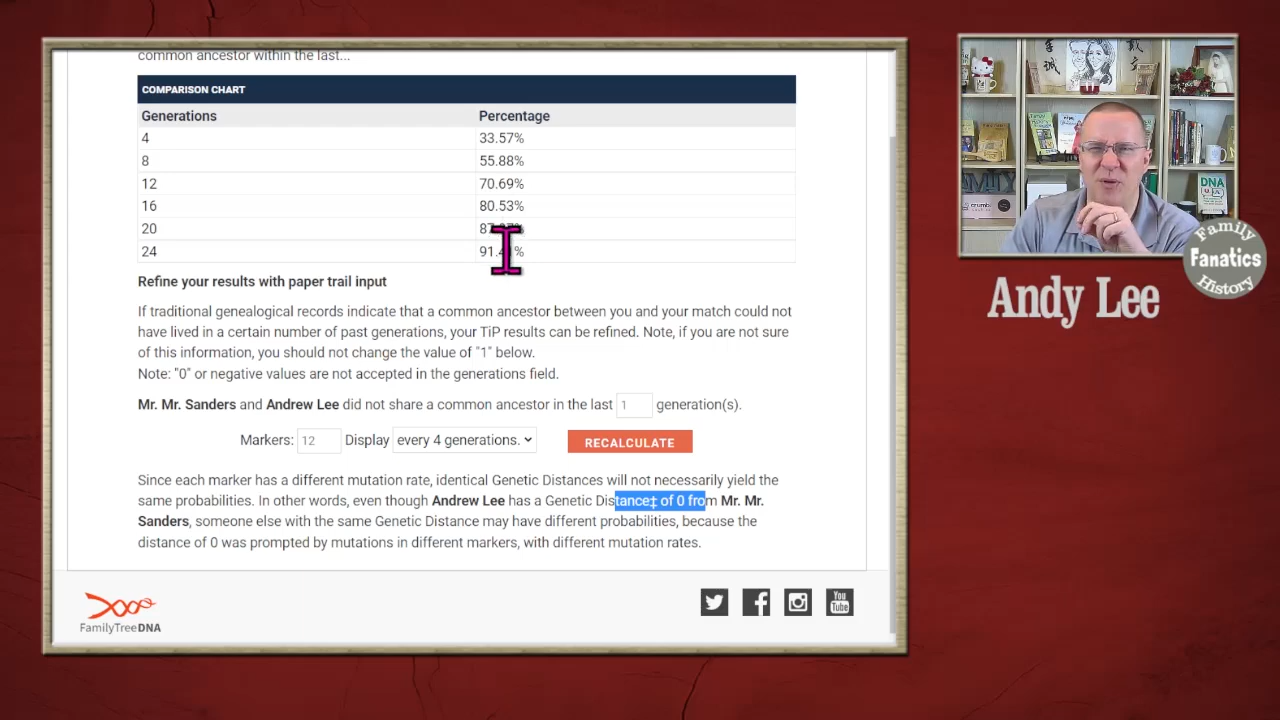 common ancestor within the last...
COMPARISON CHART
Generations Percentage
4 33.57%
8 55.88%
12 70.69%
16 80.53%
20
24
Refine your results with paper trail input
If traditional genealogical records indicate that a common ancestor between you and your match could not
have lived in a certain number of past generations, your TiP results can be refined. Note, if you are not sure
of this information, you should not change the value of "1" below.
Note: "0" or negative values are not accepted in the generations field.
Mr. Mr. Sanders and Andrew Lee did not share a common ancestor in the last 1 generation(s).
Markers: 12 Display every 4 generations. RECALCULATE
Since each marker has a different mutation rate, identical Genetic Distances will not necessarily yield the
same probabilities. In other words, even though Andrew Lee has a Genetic Distance‡ of 0 from Mr. Mr.
Sanders, someone else with the same Genetic Distance may have different probabilities, because the
distance of 0 was prompted by mutations in different markers, with different mutation rates.
FamilyTreeDNA
You
Tube
DNA
crumbl
Family
Fanatics
History
Andy Lee